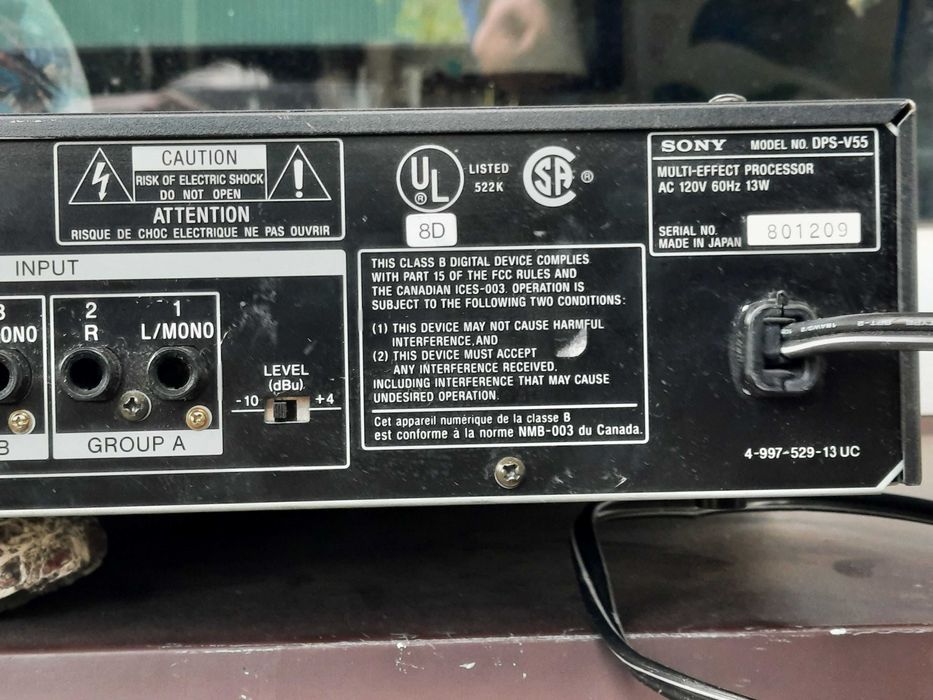 CAUTION
RISK OF ELECTRIC SHOCK
DO NOT OPEN
ATTENTION
RISQUE DE CHOC ELECTRIQUE NE PAS OUVRIR
UL
®
LISTED
522K
8D
SA
®
SONY MODEL NO. DPS-V55
MULTI-EFFECT PROCESSOR
AC 120V 60Hz 13W
SERIAL NO. 801209
MADE IN JAPAN
INPUT
ONO
B
2
R
1
L/MONO
GROUP A
LEVEL
(dBu)
-10 +4
THIS CLASS B DIGITAL DEVICE COMPLIES
WITH PART 15 OF THE FCC RULES AND
THE CANADIAN ICES-003. OPERATION IS
SUBJECT TO THE FOLLOWING TWO CONDITIONS:
(1) THIS DEVICE MAY NOT CAUSE HARMFUL
INTERFERENCE, AND
(2) THIS DEVICE MUST ACCEPT
ANY INTERFERENCE RECEIVED.
INCLUDING INTERFERENCE THAT MAY CAUSE
UNDESIRED OPERATION.
Cet appareil numérique de la classe B
est conforme à la norme NMB-003 du Canada.
4-997-529-13 UC